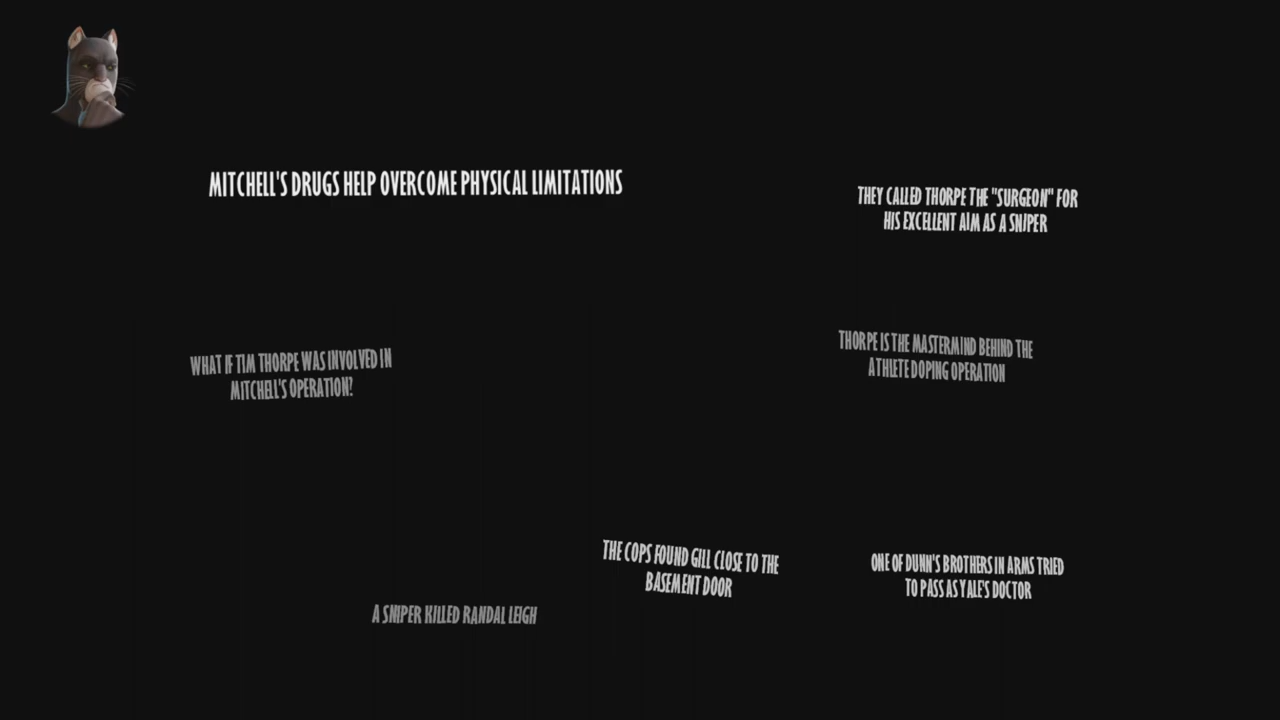 MITCHELL'S DRUGS HELP OVERCOME PHYSICAL LIMITATIONS
THEY CALLED THORPE THE "SURGEON" FOR
HIS EXCELLENT AIM AS A SNIPER
WHAT IF TIM THORPE WAS INVOLVED IN
MITCHELL'S OPERATION?
THORPE IS THE MASTERMIND BEHIND THE
ATHLETE DOPING OPERATION
THE COPS FOUND GILL CLOSE TO THE
BASEMENT DOOR
ONE OF DUNN'S BROTHERS IN ARMS TRIED
TO PASS AS YALE'S DOCTOR
A SNIPER KILLED RANDAL LEIGH